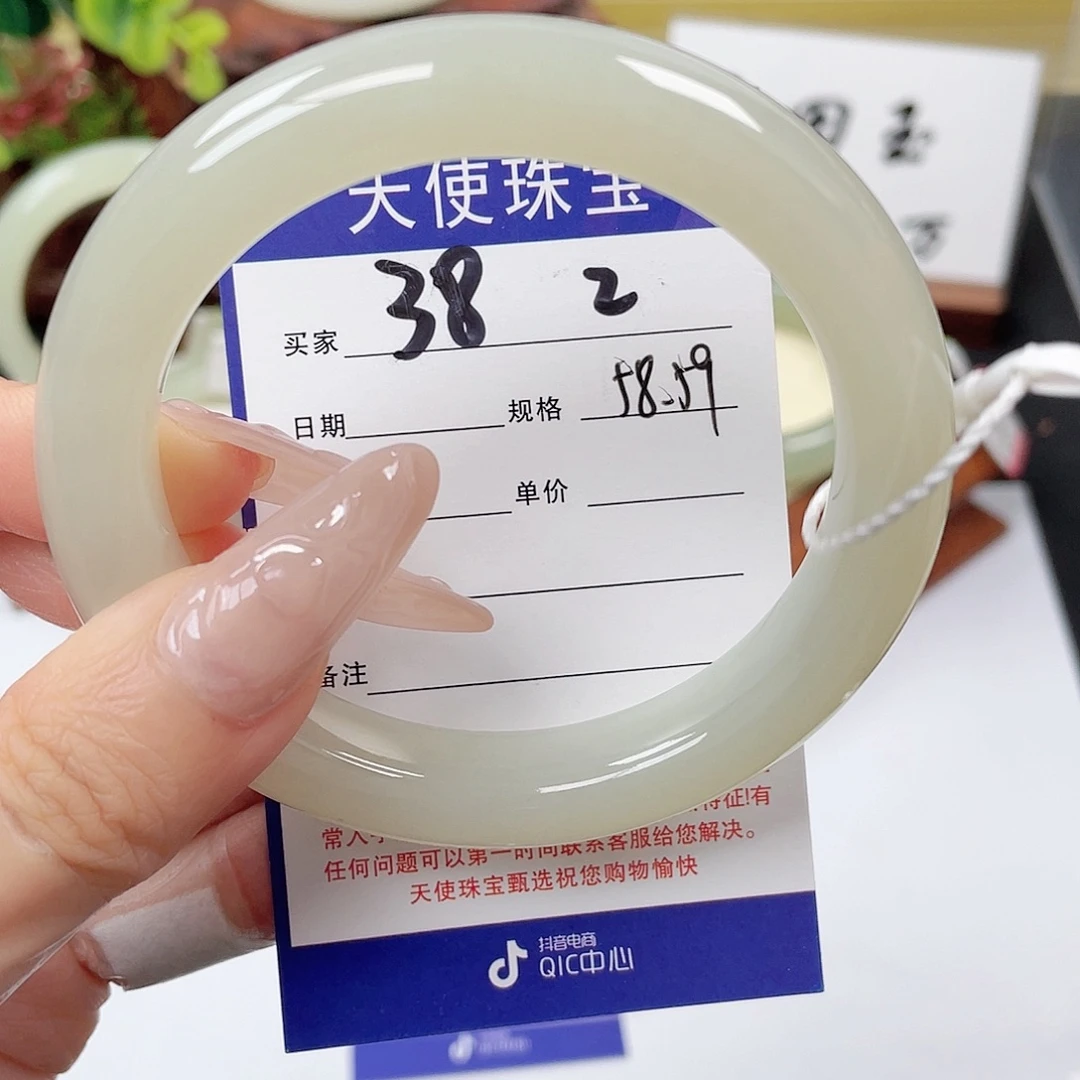 玉
万
天使珠宝
买家 38 2
日期 规格 58.59
单价
备注
特征!有
常人
任何问题可以第一时间联系客服给您解决。
天使珠宝甄选祝您购物愉快
抖音电商
QIC中心